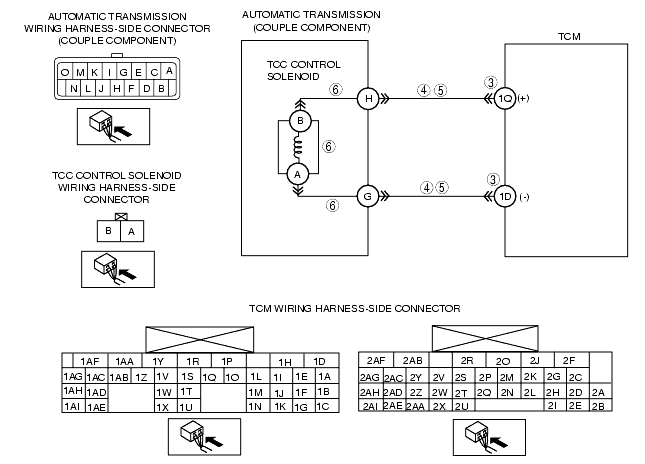 AUTOMATIC TRANSMISSION
WIRING HARNESS-SIDE CONNECTOR
(COUPLE COMPONENT)
O M K I G E C A
N L J H F D B
TCC CONTROL SOLENOID
WIRING HARNESS-SIDE
CONNECTOR
B A
AUTOMATIC TRANSMISSION
(COUPLE COMPONENT)
TCM
TCC CONTROL
SOLENOID
6 H 4 5 3 1Q (+)
B
6
A
6 G 4 5 3 1D (-)
TCM WIRING HARNESS-SIDE CONNECTOR
1AF 1AA 1Y 1R 1P 1H 1D
1AG 1AC 1AB 1Z 1V 1S 1Q 1O 1L 1I 1E 1A
1AH 1AD 1W 1T 1M 1J 1F 1B
1AI 1AE 1X 1U 1N 1K 1G 1C
2AF 2AB 2R 2O 2J 2F
2AG 2AC 2Y 2V 2S 2P 2M 2K 2G 2C
2AH 2AD 2Z 2W 2T 2Q 2N 2L 2H 2D 2A
2AI 2AE 2AA 2X 2U 2I 2E 2B